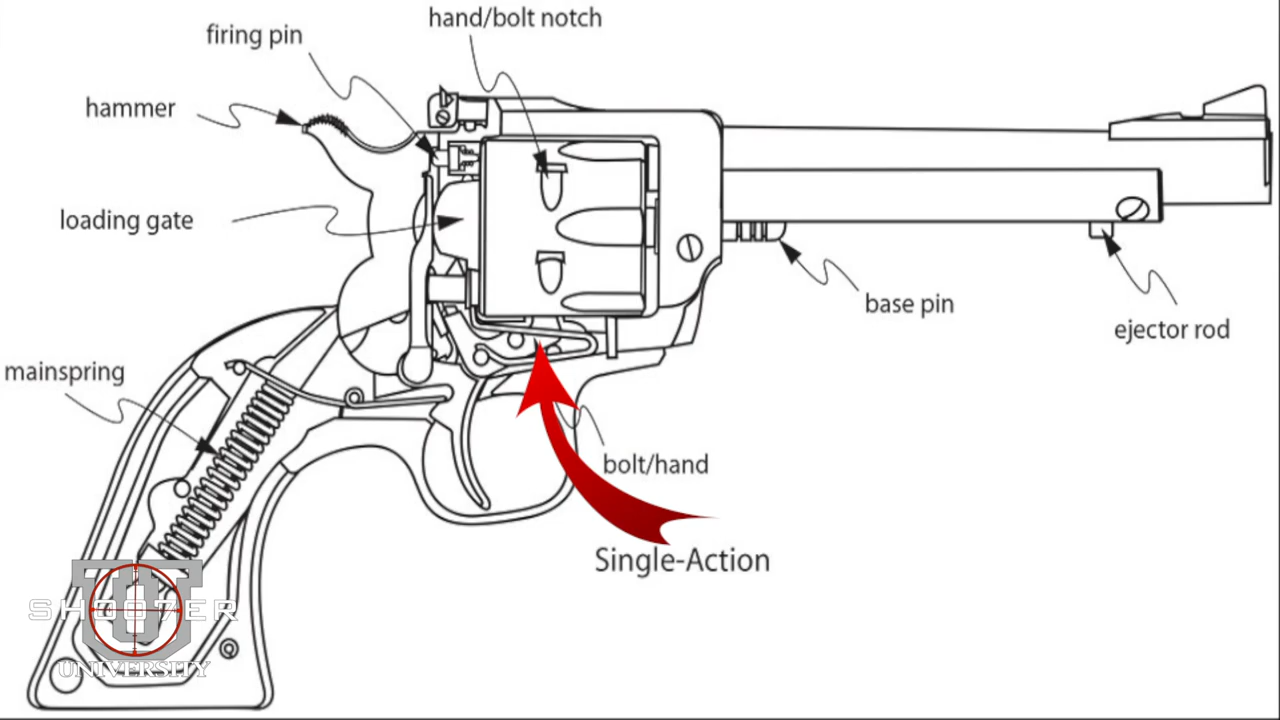 hand/bolt notch
firing pin
hammer
loading gate
base pin
ejector rod
mainspring
bolt/hand
Single-Action
SHOOTER
UNIVERSITY